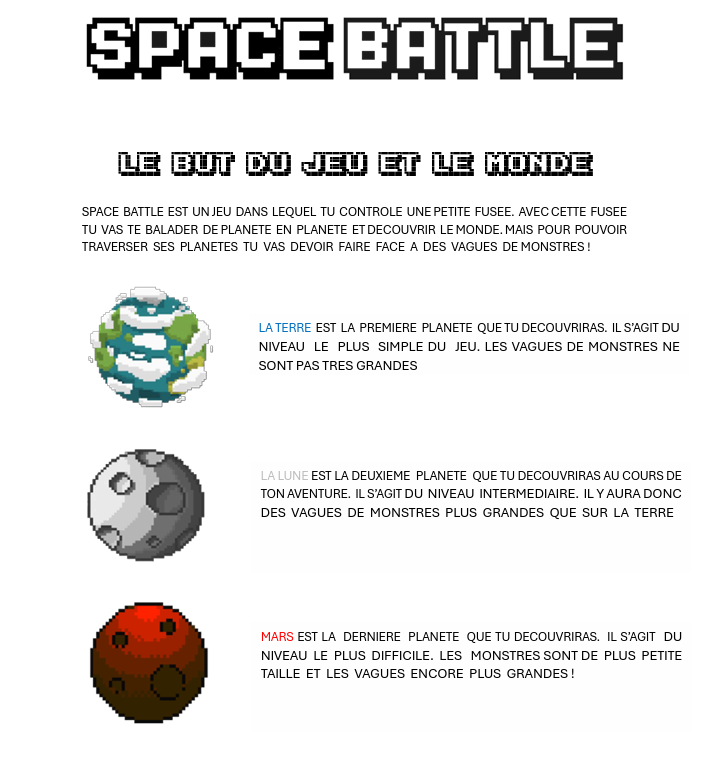 SPACE BATTLE
LE BUT DU JEU ET LE MONDE
SPACE BATTLE EST UN JEU DANS LEQUEL TU CONTROLE UNE PETITE FUSEE. AVEC CETTE FUSEE
TU VAS TE BALADER DE PLANETE EN PLANETE ET DECOUVRIR LE MONDE. MAIS POUR POUVOIR
TRAVERSER SES PLANETES TU VAS DEVOIR FAIRE FACE A DES VAGUES DE MONSTRES !
LA TERRE EST LA PREMIERE PLANETE QUE TU DECOUVRIRAS. IL S'AGIT DU
NIVEAU LE PLUS SIMPLE DU JEU. LES VAGUES DE MONSTRES NE
SONT PAS TRES GRANDES
LA LUNE EST LA DEUXIEME PLANETE QUE TU DECOUVRIRAS AU COURS DE
TON AVENTURE. IL S'AGIT DU NIVEAU INTERMEDIAIRE. IL Y AURA DONC
DES VAGUES DE MONSTRES PLUS GRANDES QUE SUR LA TERRE
MARS EST LA DERNIERE PLANETE QUE TU DECOUVRIRAS. IL S'AGIT DU
NIVEAU LE PLUS DIFFICILE. LES MONSTRES SONT DE PLUS PETITE
TAILLE ET LES VAGUES ENCORE PLUS GRANDES !